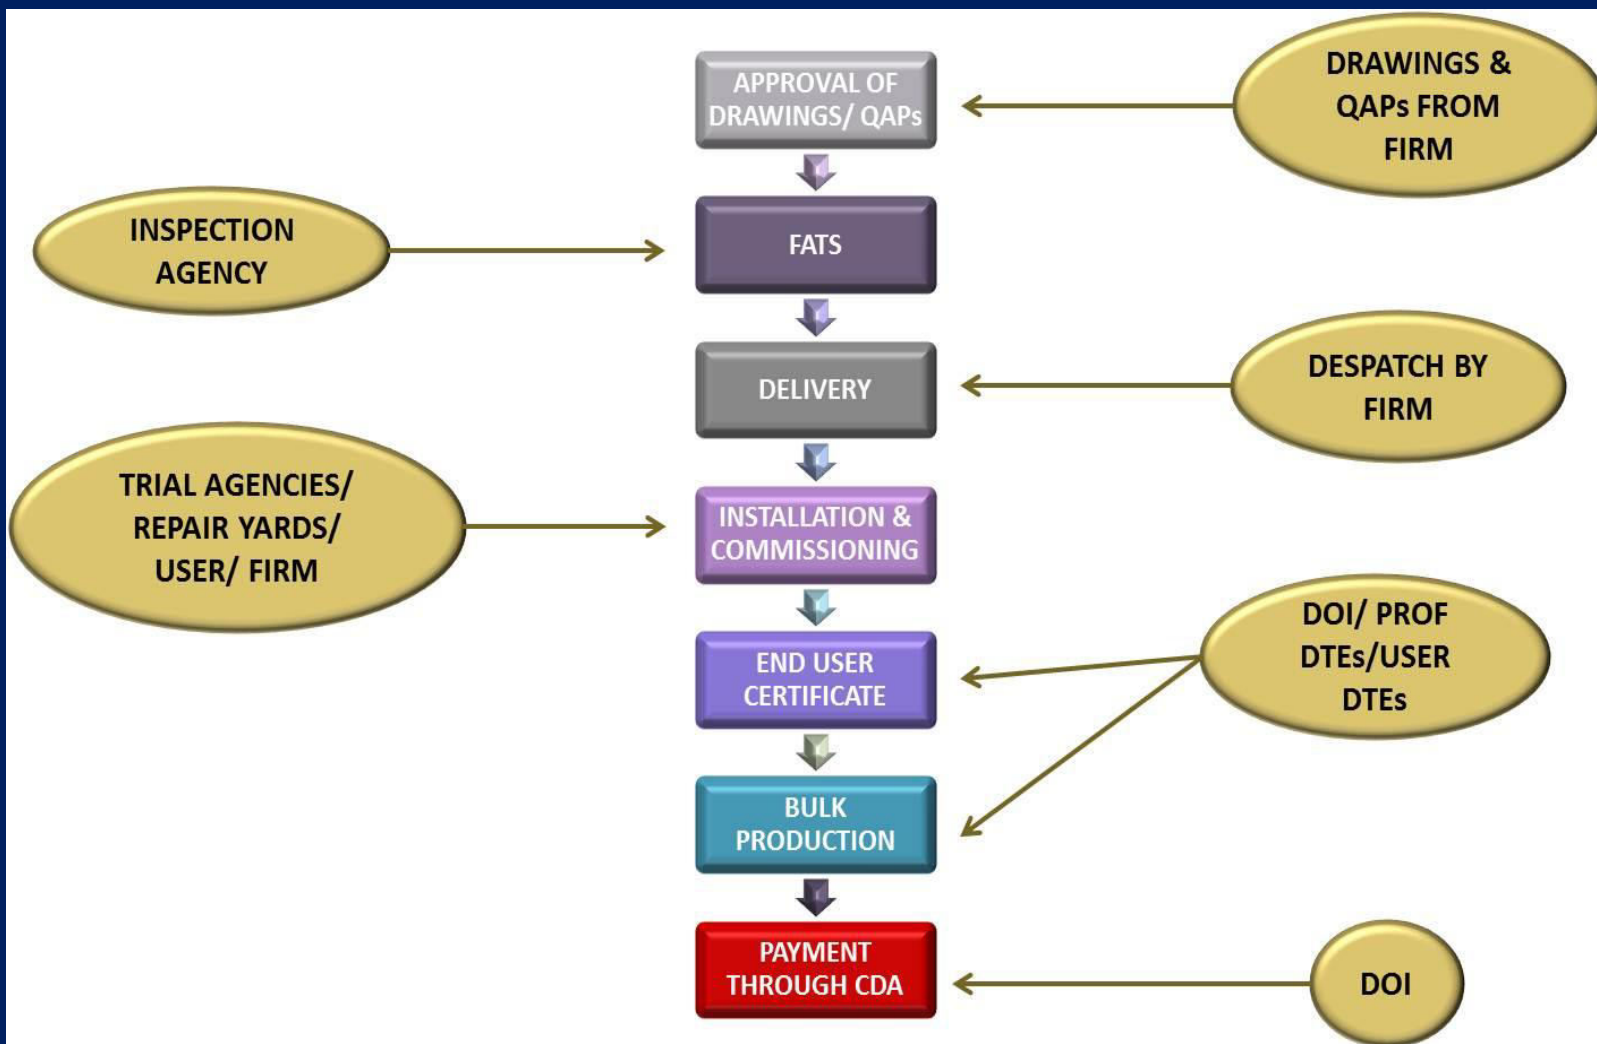 APPROVAL OF
DRAWINGS/ QAPs
DRAWINGS &
QAPs FROM
FIRM
INSPECTION
AGENCY
FATS
DELIVERY
DESPATCH BY
FIRM
TRIAL AGENCIES/
REPAIR YARDS/
USER/ FIRM
INSTALLATION &
COMMISSIONING
END USER
CERTIFICATE
DOI/ PROF
DTEs/USER
DTEs
BULK
PRODUCTION
PAYMENT
THROUGH CDA
DOI